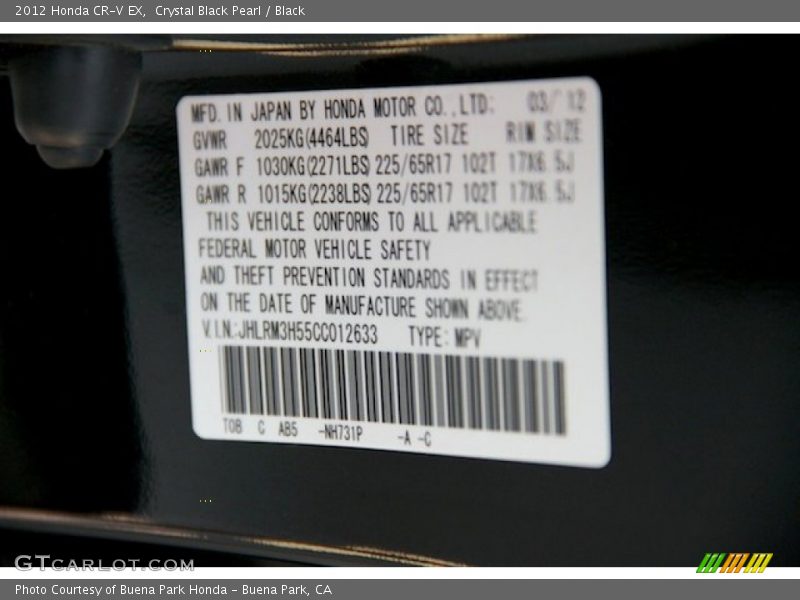 2012 Honda CR-V EX, Crystal Black Pearl / Black
MFD. IN JAPAN BY HONDA MOTOR CO., LTD: 03/ 12
GVWR 2025KG(4464LBS) TIRE SIZE RIM SIZE
GAWR F 1030KG(2271LBS) 225/65R17 102T 17X6.5J
GAWR R 1015KG(2238LBS) 225/65R17 102T 17X6.5J
THIS VEHICLE CONFORMS TO ALL APPLICABLE
FEDERAL MOTOR VEHICLE SAFETY
AND THEFT PREVENTION STANDARDS IN EFFECT
ON THE DATE OF MANUFACTURE SHOWN ABOVE.
V.I.N.:JHLRM3H55CC012633 TYPE: MPV
TOB C AB5 -NH731P -A -C
GTCARLOT.COM
Photo Courtesy of Buena Park Honda - Buena Park, CA